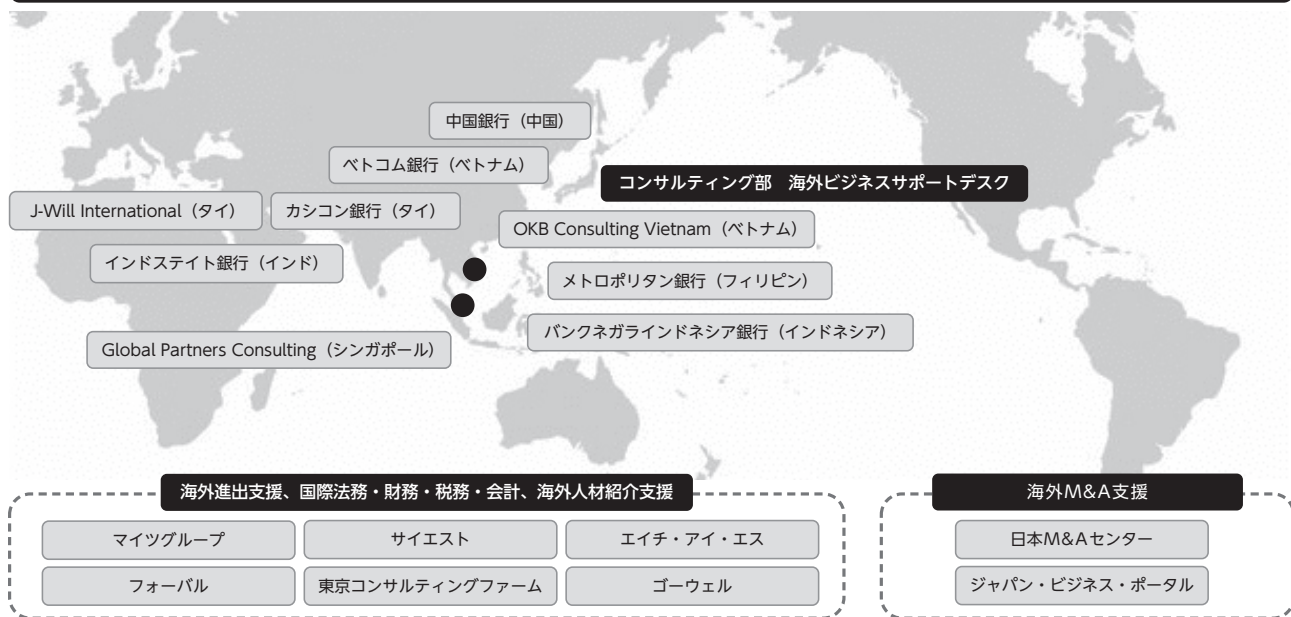 中国銀行（中国）
ベトコム銀行（ベトナム）
コンサルティング部　海外ビジネスサポートデスク
J-Will International（タイ）
カシコン銀行（タイ）
OKB Consulting Vietnam（ベトナム）
インドステイト銀行（インド）
メトロポリタン銀行（フィリピン）
バンクネガラインドネシア銀行（インドネシア）
Global Partners Consulting（シンガポール）
海外進出支援、国際法務・財務・税務・会計、海外人材紹介支援
マイツグループ
サイエスト
エイチ・アイ・エス
フォーバル
東京コンサルティングファーム
ゴーウェル
海外M&A支援
日本M&Aセンター
ジャパン・ビジネス・ポータル